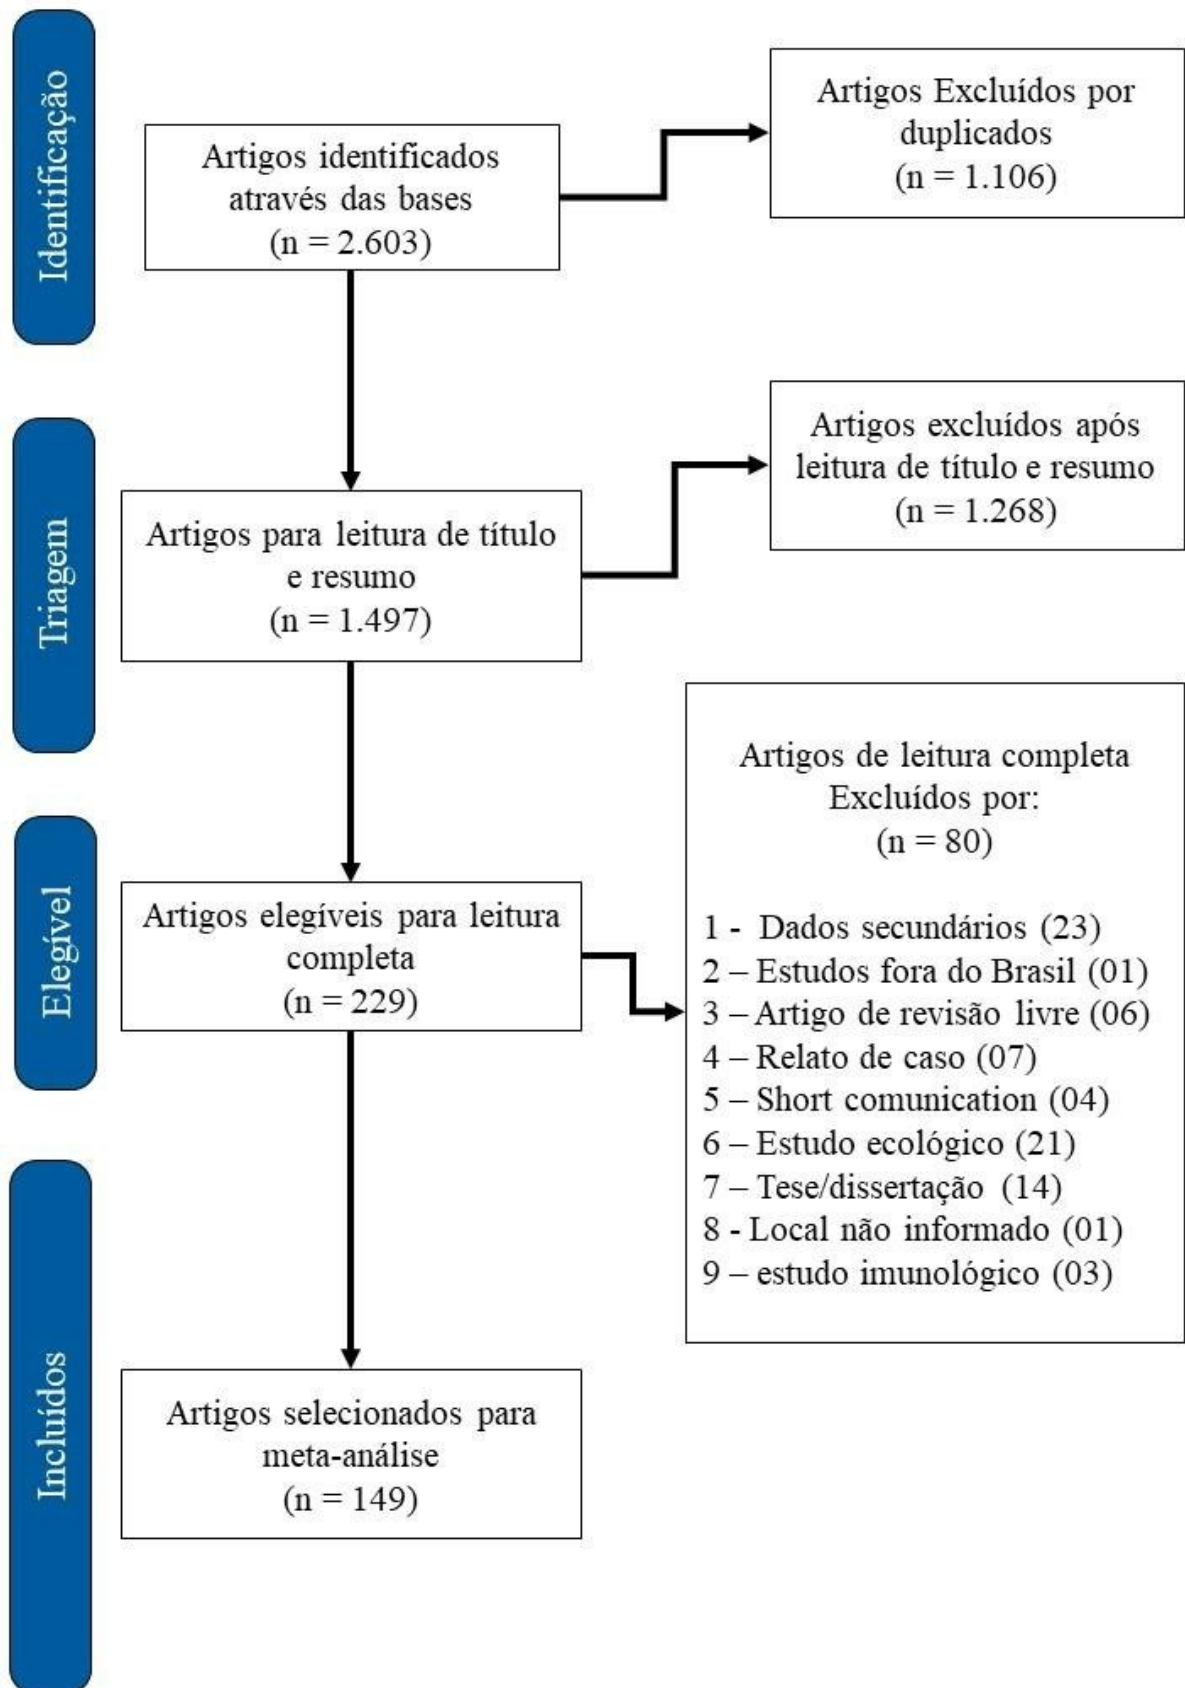 Identificação
Artigos identificados
através das bases
(n = 2.603)
Artigos Excluídos por
duplicados
(n = 1.106)
Triagem
Artigos para leitura de título
e resumo
(n = 1.497)
Artigos excluídos após
leitura de título e resumo
(n = 1.268)
Elegível
Artigos elegíveis para leitura
completa
(n = 229)
Artigos de leitura completa
Excluídos por:
(n = 80)
1 - Dados secundários (23)
2 – Estudos fora do Brasil (01)
3 – Artigo de revisão livre (06)
4 – Relato de caso (07)
5 – Short comunication (04)
6 – Estudo ecológico (21)
7 – Tese/dissertação (14)
8 - Local não informado (01)
9 – estudo imunológico (03)
Incluídos
Artigos selecionados para
meta-análise
(n = 149)